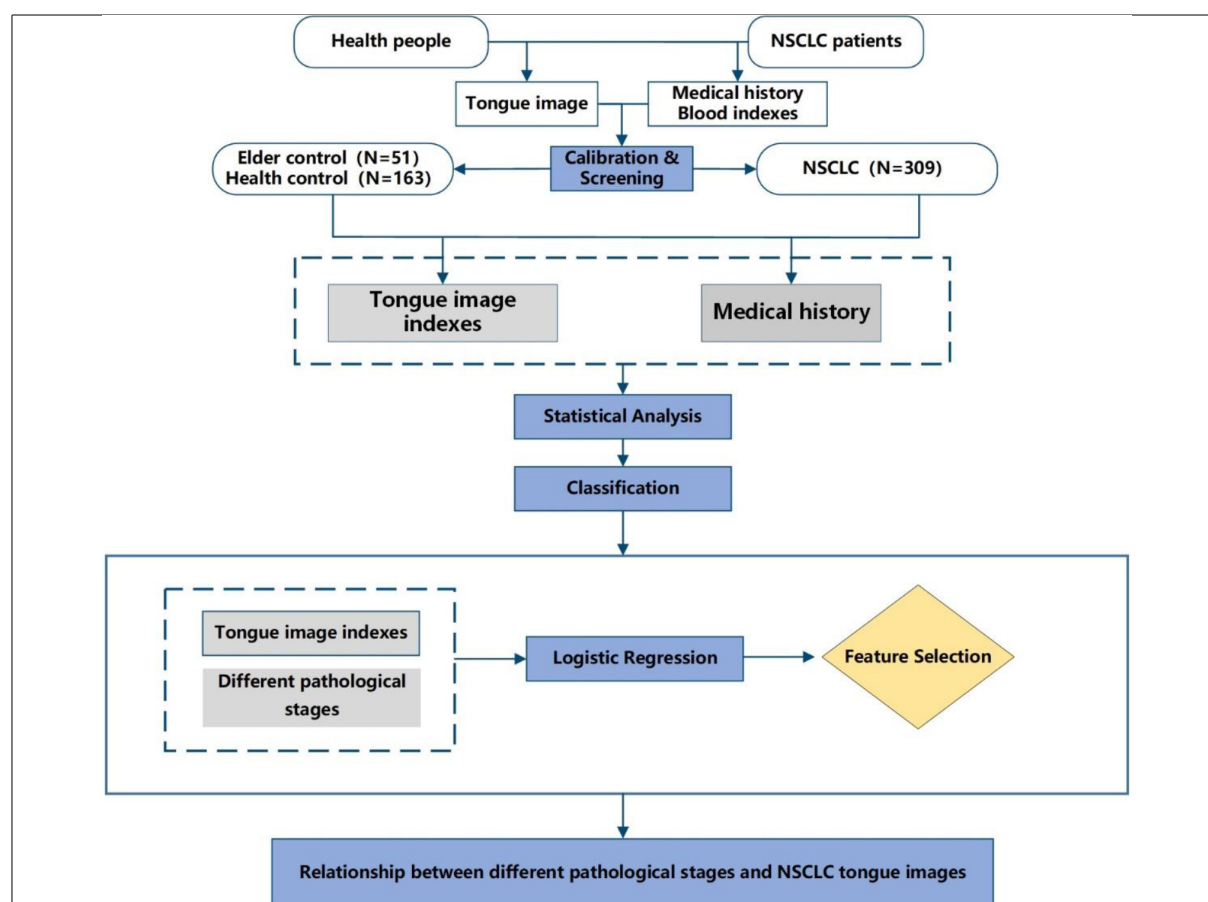 Health people
NSCLC patients
Tongue image
Medical history
Blood indexes
Elder control (N=51)
Health control (N=163)
Calibration &
Screening
NSCLC (N=309)
Tongue image
indexes
Medical history
Statistical Analysis
Classification
Tongue image indexes
Different pathological
stages
Logistic Regression
Feature Selection
Relationship between different pathological stages and NSCLC tongue images